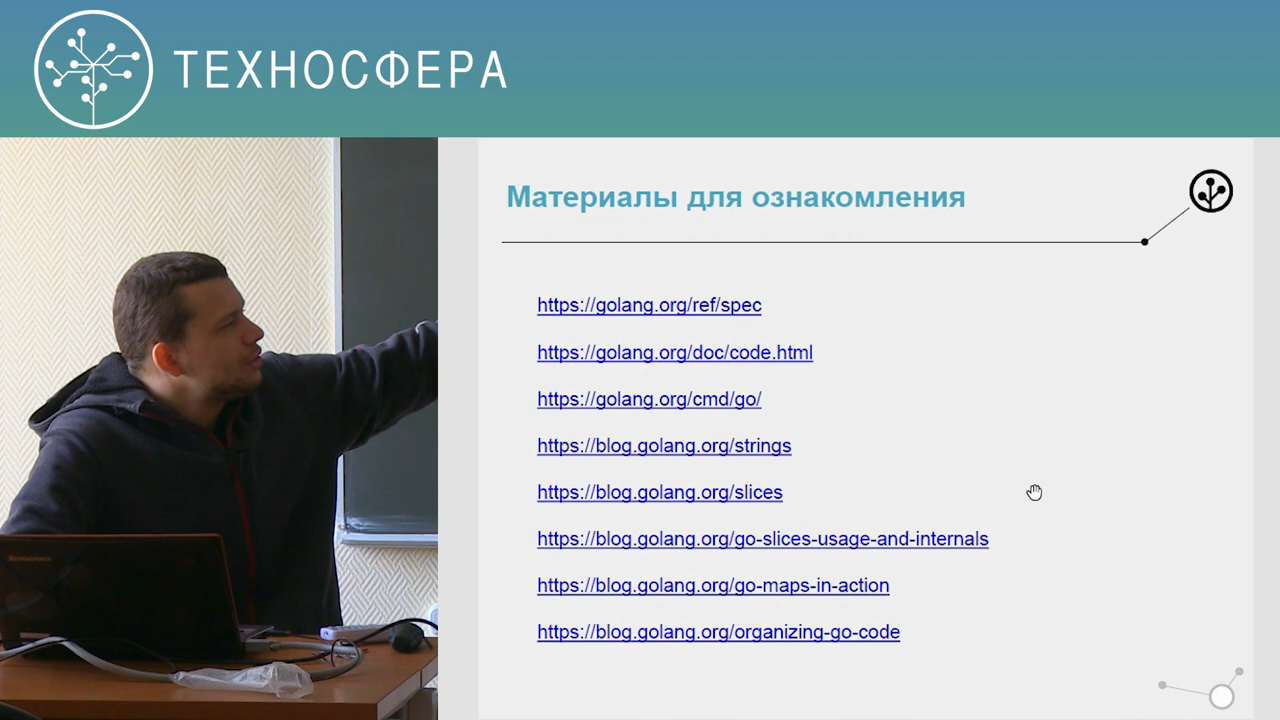 ТЕХНОСФЕРА
Материалы для ознакомления
https://golang.org/ref/spec
https://golang.org/doc/code.html
https://golang.org/cmd/go/
https://blog.golang.org/strings
https://blog.golang.org/slices
https://blog.golang.org/go-slices-usage-and-internals
https://blog.golang.org/go-maps-in-action
https://blog.golang.org/organizing-go-code